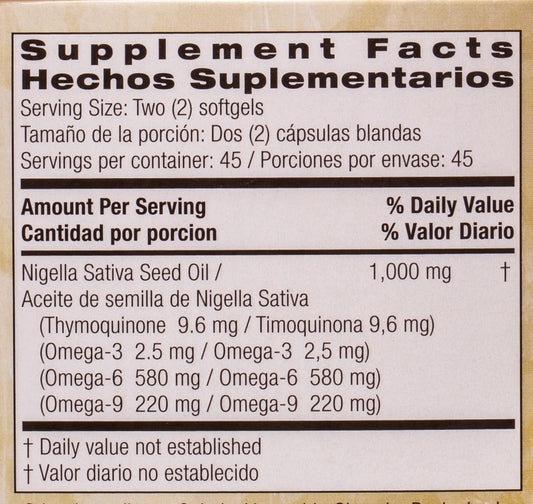 Supplement Facts
Hechos Suplementarios
Serving Size: Two (2) softgels
Tamaño de la porción: Dos (2) cápsulas blandas
Servings per container: 45 / Porciones por envase: 45
Amount Per Serving % Daily Value
Cantidad por porcion % Valor Diario
Nigella Sativa Seed Oil / 1,000 mg †
Aceite de semilla de Nigella Sativa
(Thymoquinone 9.6 mg / Timoquinona 9,6 mg)
(Omega-3 2.5 mg / Omega-3 2,5 mg)
(Omega-6 580 mg / Omega-6 580 mg)
(Omega-9 220 mg / Omega-9 220 mg)
† Daily value not established
† Valor diario no establecido